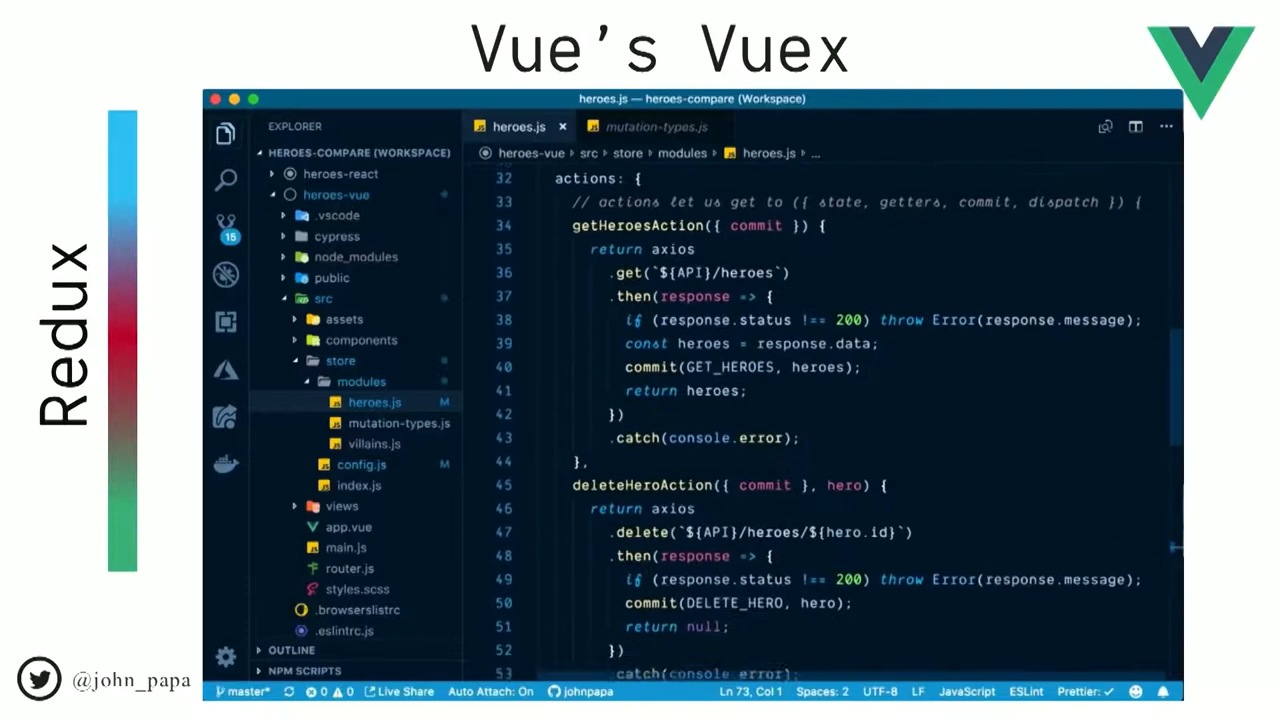 Vue's Vuex
Redux
heroes.js — heroes-compare (Workspace)
EXPLORER
HEROES-COMPARE (WORKSPACE)
heroes-react
heroes-vue
.vscode
cypress
node_modules
public
src
assets
components
store
modules
heroes.js M
mutation-types.js
villains.js
config.js M
index.js
views
app.vue
main.js
router.js
styles.scss
.browserslistrc
.eslintrc.js
OUTLINE
NPM SCRIPTS
15
heroes.js × mutation-types.js
heroes-vue › src › store › modules › heroes.js › ...
32 actions: {
33 // actions let us get to ({ state, getters, commit, dispatch }) {
34 getHeroesAction({ commit }) {
35 return axios
36 .get(`${API}/heroes`)
37 .then(response => {
38 if (response.status !== 200) throw Error(response.message);
39 const heroes = response.data;
40 commit(GET_HEROES, heroes);
41 return heroes;
42 })
43 .catch(console.error);
44 },
45 deleteHeroAction({ commit }, hero) {
46 return axios
47 .delete(`${API}/heroes/${hero.id}`)
48 .then(response => {
49 if (response.status !== 200) throw Error(response.message);
50 commit(DELETE_HERO, hero);
51 return null;
52 })
53 .catch(console.error);
master* 0 0 Live Share Auto Attach: On johnpapa Ln 73, Col 1 Spaces: 2 UTF-8 LF JavaScript ESLint Prettier: ✓
@john_papa